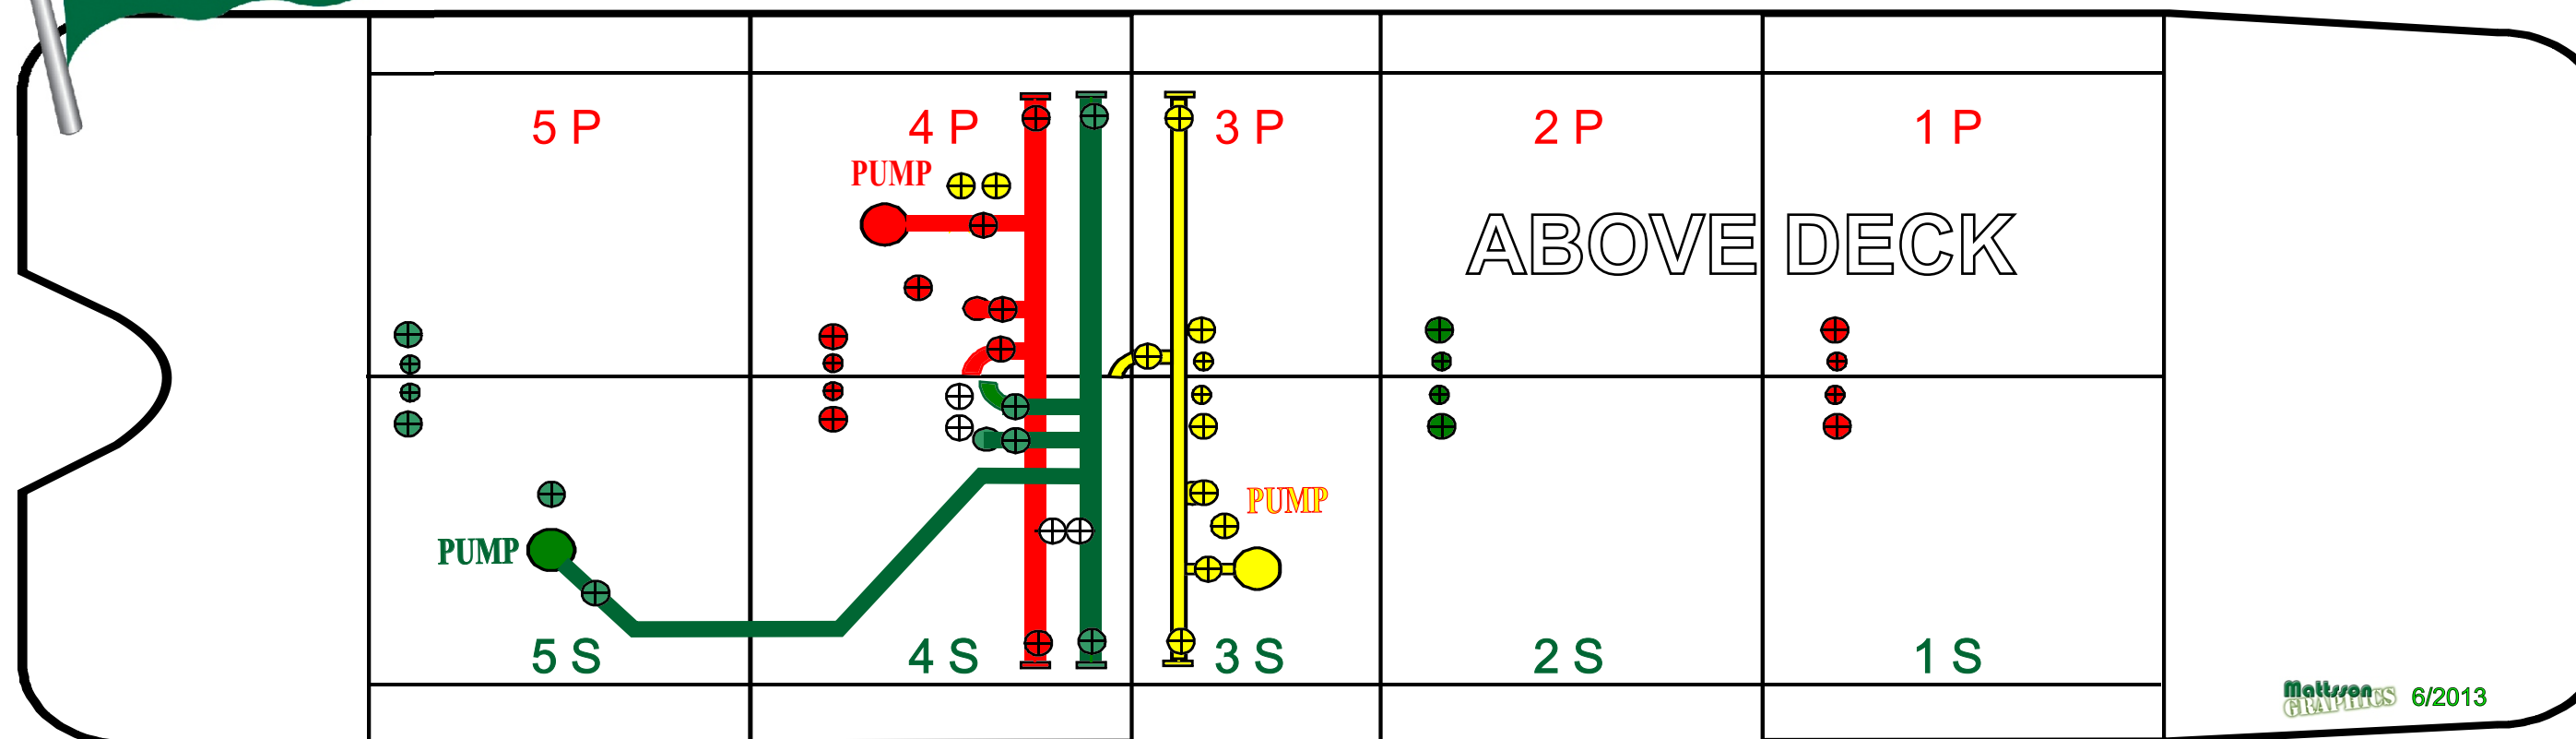 5 P 4 P 3 P 2 P 1 P
PUMP
ABOVE DECK
PUMP
PUMP
5 S 4 S 3 S 2 S 1 S
Mattsson
GRAPHICS 6/2013